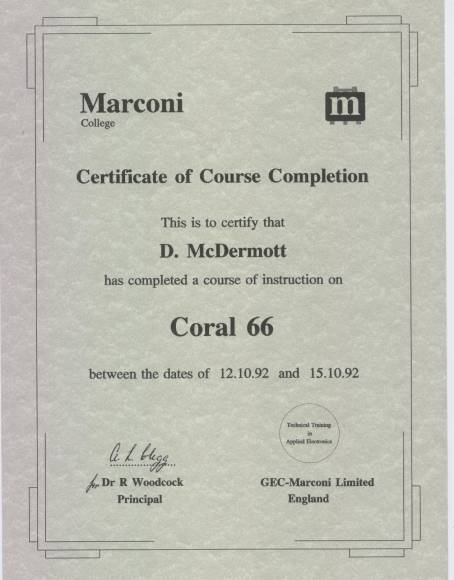 Marconi
College
m
Certificate of Course Completion
This is to certify that
D. McDermott
has completed a course of instruction on
Coral 66
between the dates of 12.10.92 and 15.10.92
Technical Training
in
Applied Electronics
for Dr R Woodcock
Principal
GEC-Marconi Limited
England